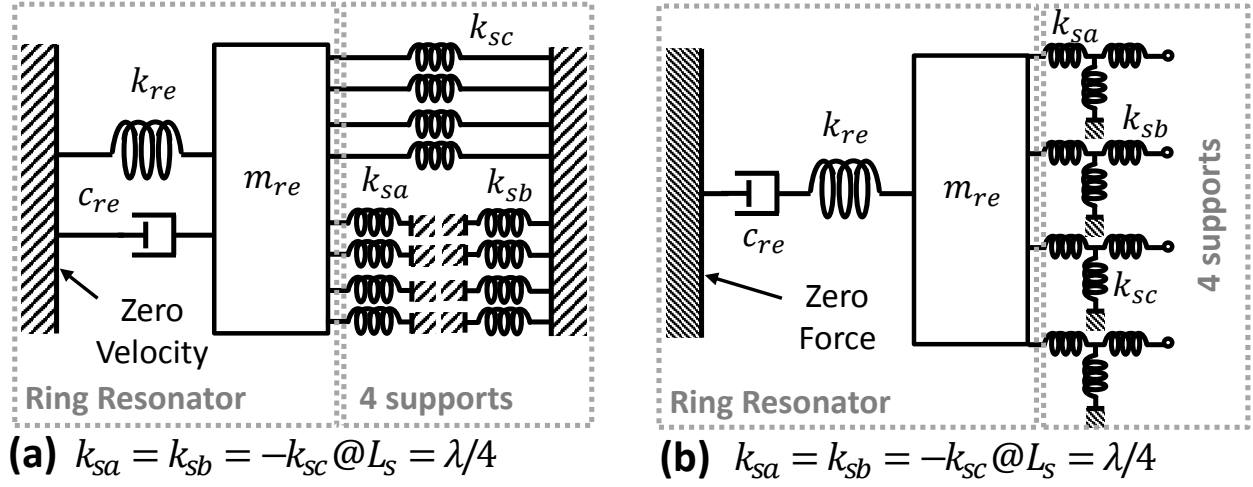 k_sc
k_re
m_re
k_sa k_sb
c_re
Zero
Velocity
Ring Resonator
4 supports
(a) k_sa = k_sb = −k_sc @L_s = λ/4
k_sa
k_re
k_sb
m_re
c_re
k_sc
Zero
Force
4 supports
Ring Resonator
(b) k_sa = k_sb = −k_sc @L_s = λ/4